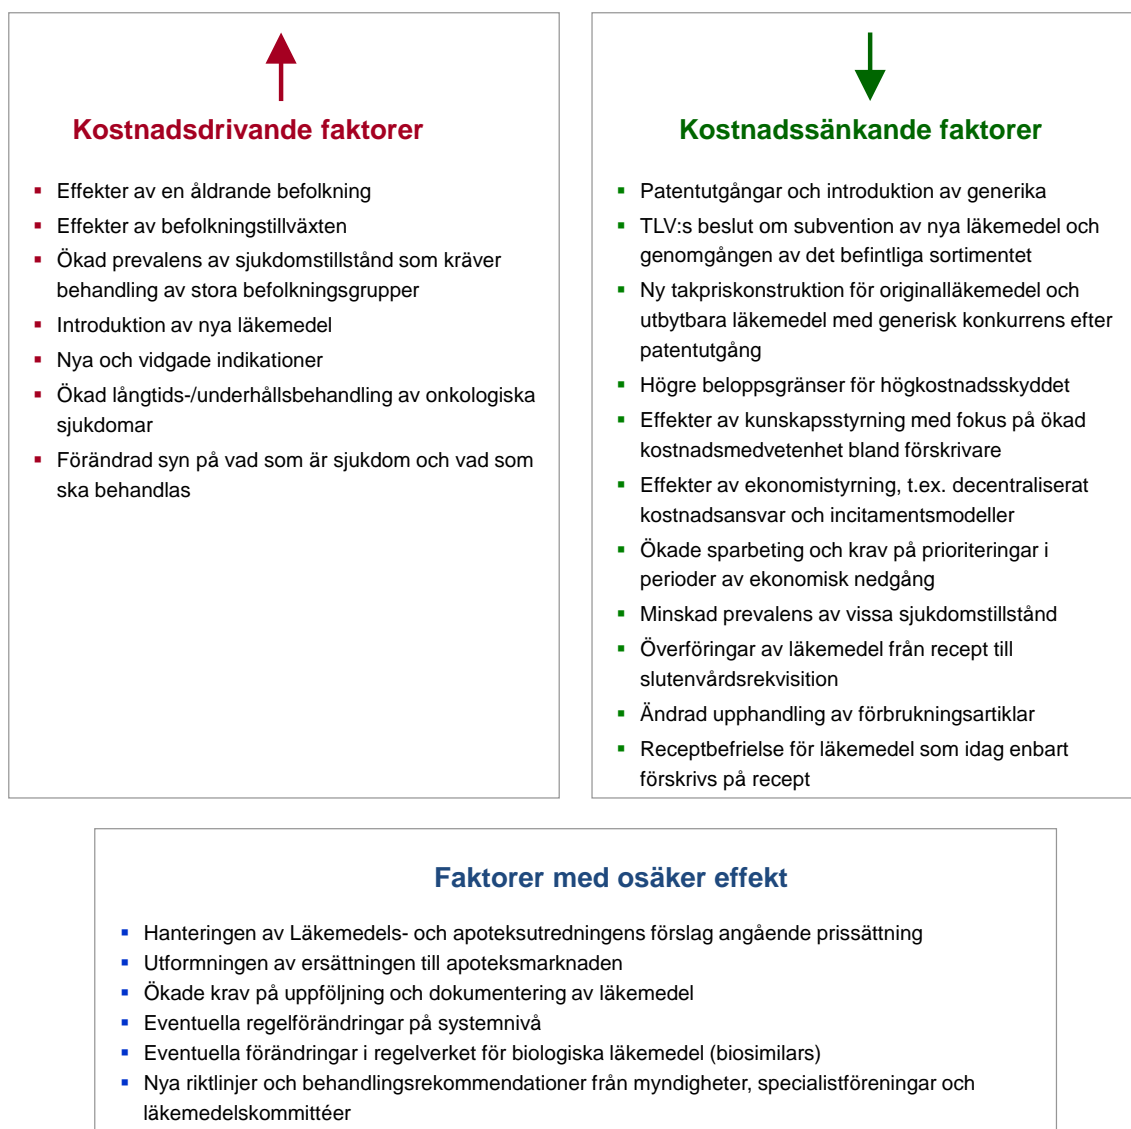 Kostnadsdrivande faktorer
Effekter av en åldrande befolkning
Effekter av befolkningstillväxten
Ökad prevalens av sjukdomstillstånd som kräver
behandling av stora befolkningsgrupper
Introduktion av nya läkemedel
Nya och vidgade indikationer
Ökad långtids-/underhållsbehandling av onkologiska
sjukdomar
Förändrad syn på vad som är sjukdom och vad som
ska behandlas
Kostnadssänkande faktorer
Patentutgångar och introduktion av generika
TLV:s beslut om subvention av nya läkemedel och
genomgången av det befintliga sortimentet
Ny takpriskonstruktion för originalläkemedel och
utbytbara läkemedel med generisk konkurrens efter
patentutgång
Högre beloppsgränser för högkostnadsskyddet
Effekter av kunskapsstyrning med fokus på ökad
kostnadsmedvetenhet bland förskrivare
Effekter av ekonomistyrning, t.ex. decentraliserat
kostnadsansvar och incitamentsmodeller
Ökade sparbeting och krav på prioriteringar i
perioder av ekonomisk nedgång
Minskad prevalens av vissa sjukdomstillstånd
Överföringar av läkemedel från recept till
slutenvårdsrekvisition
Ändrad upphandling av förbrukningsartiklar
Receptbefrielse för läkemedel som idag enbart
förskrivs på recept
Faktorer med osäker effekt
Hanteringen av Läkemedels- och apoteksutredningens förslag angående prissättning
Utformningen av ersättningen till apoteksmarknaden
Ökade krav på uppföljning och dokumentering av läkemedel
Eventuella regelförändringar på systemnivå
Eventuella förändringar i regelverket för biologiska läkemedel (biosimilars)
Nya riktlinjer och behandlingsrekommendationer från myndigheter, specialistföreningar och
läkemedelskommittéer